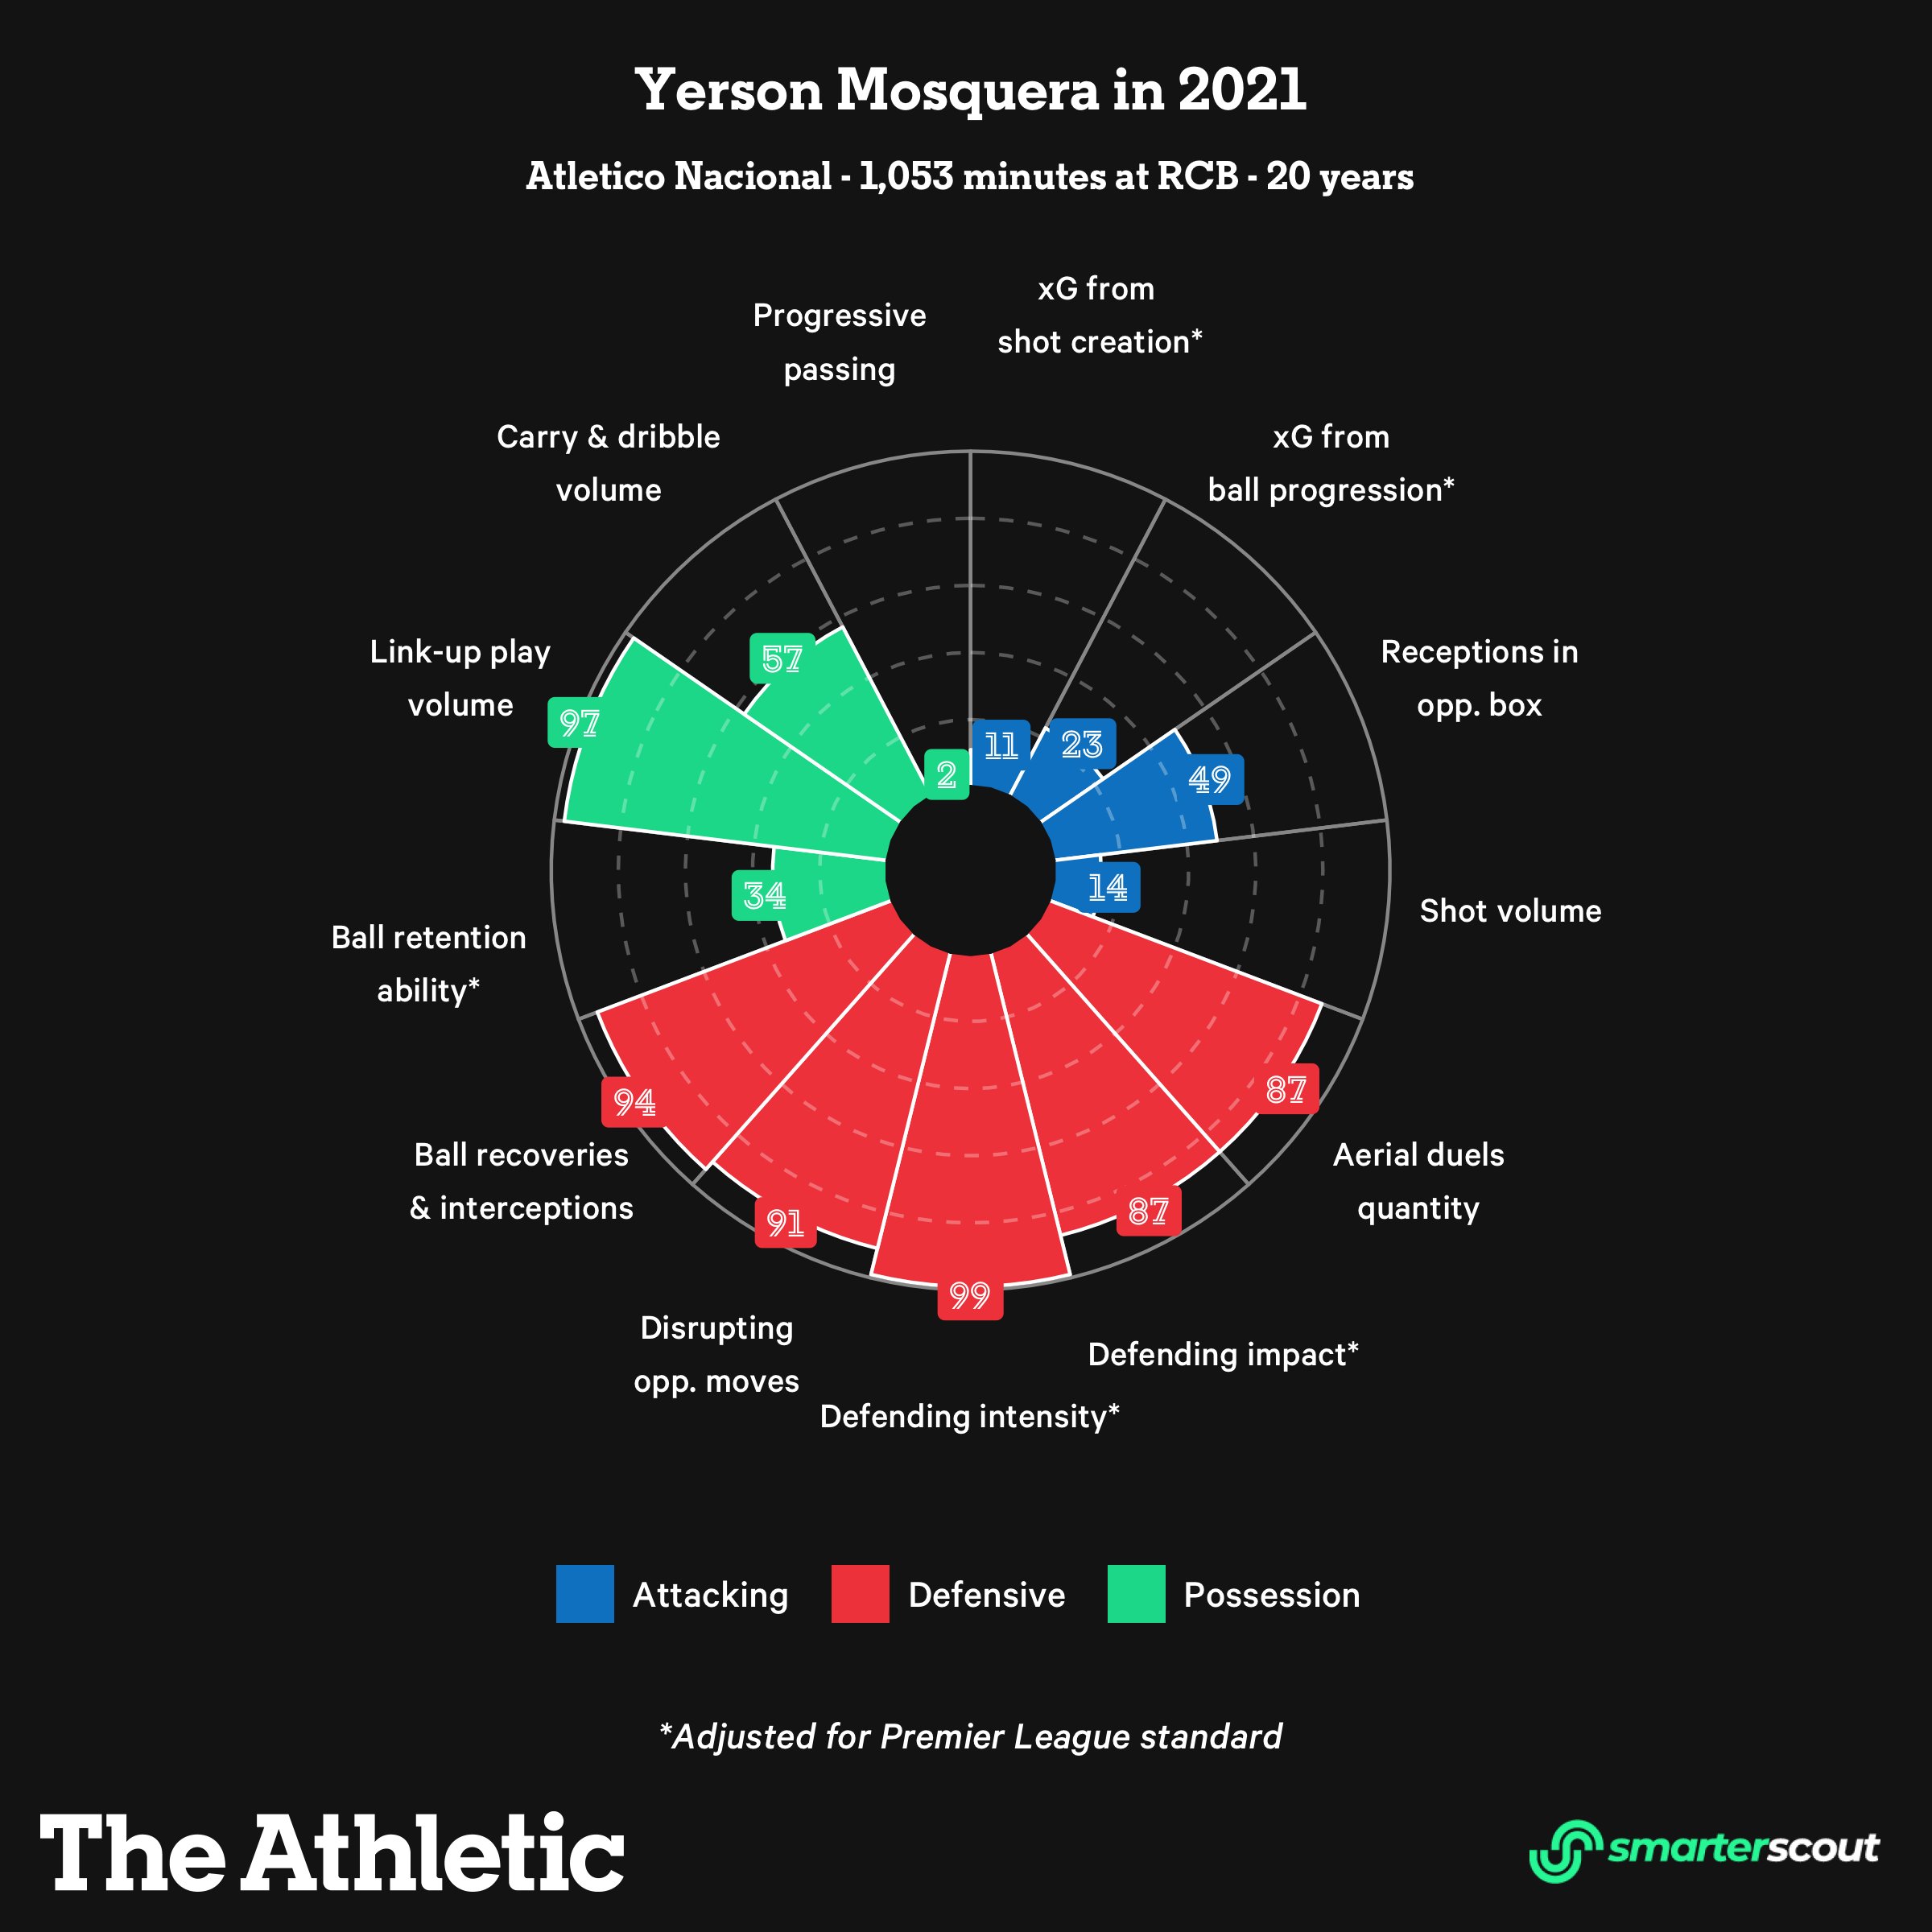 Yerson Mosquera in 2021
Atletico Nacional - 1,053 minutes at RCB - 20 years
xG from
shot creation*
11
xG from
ball progression*
23
Receptions in
opp. box
49
Shot volume
14
Aerial duels
quantity
87
Defending impact*
87
Defending intensity*
99
Disrupting
opp. moves
91
Ball recoveries
& interceptions
94
Ball retention
ability*
34
Link-up play
volume
97
Carry & dribble
volume
57
Progressive
passing
2
Attacking
Defensive
Possession
*Adjusted for Premier League standard
The Athletic
smarterscout